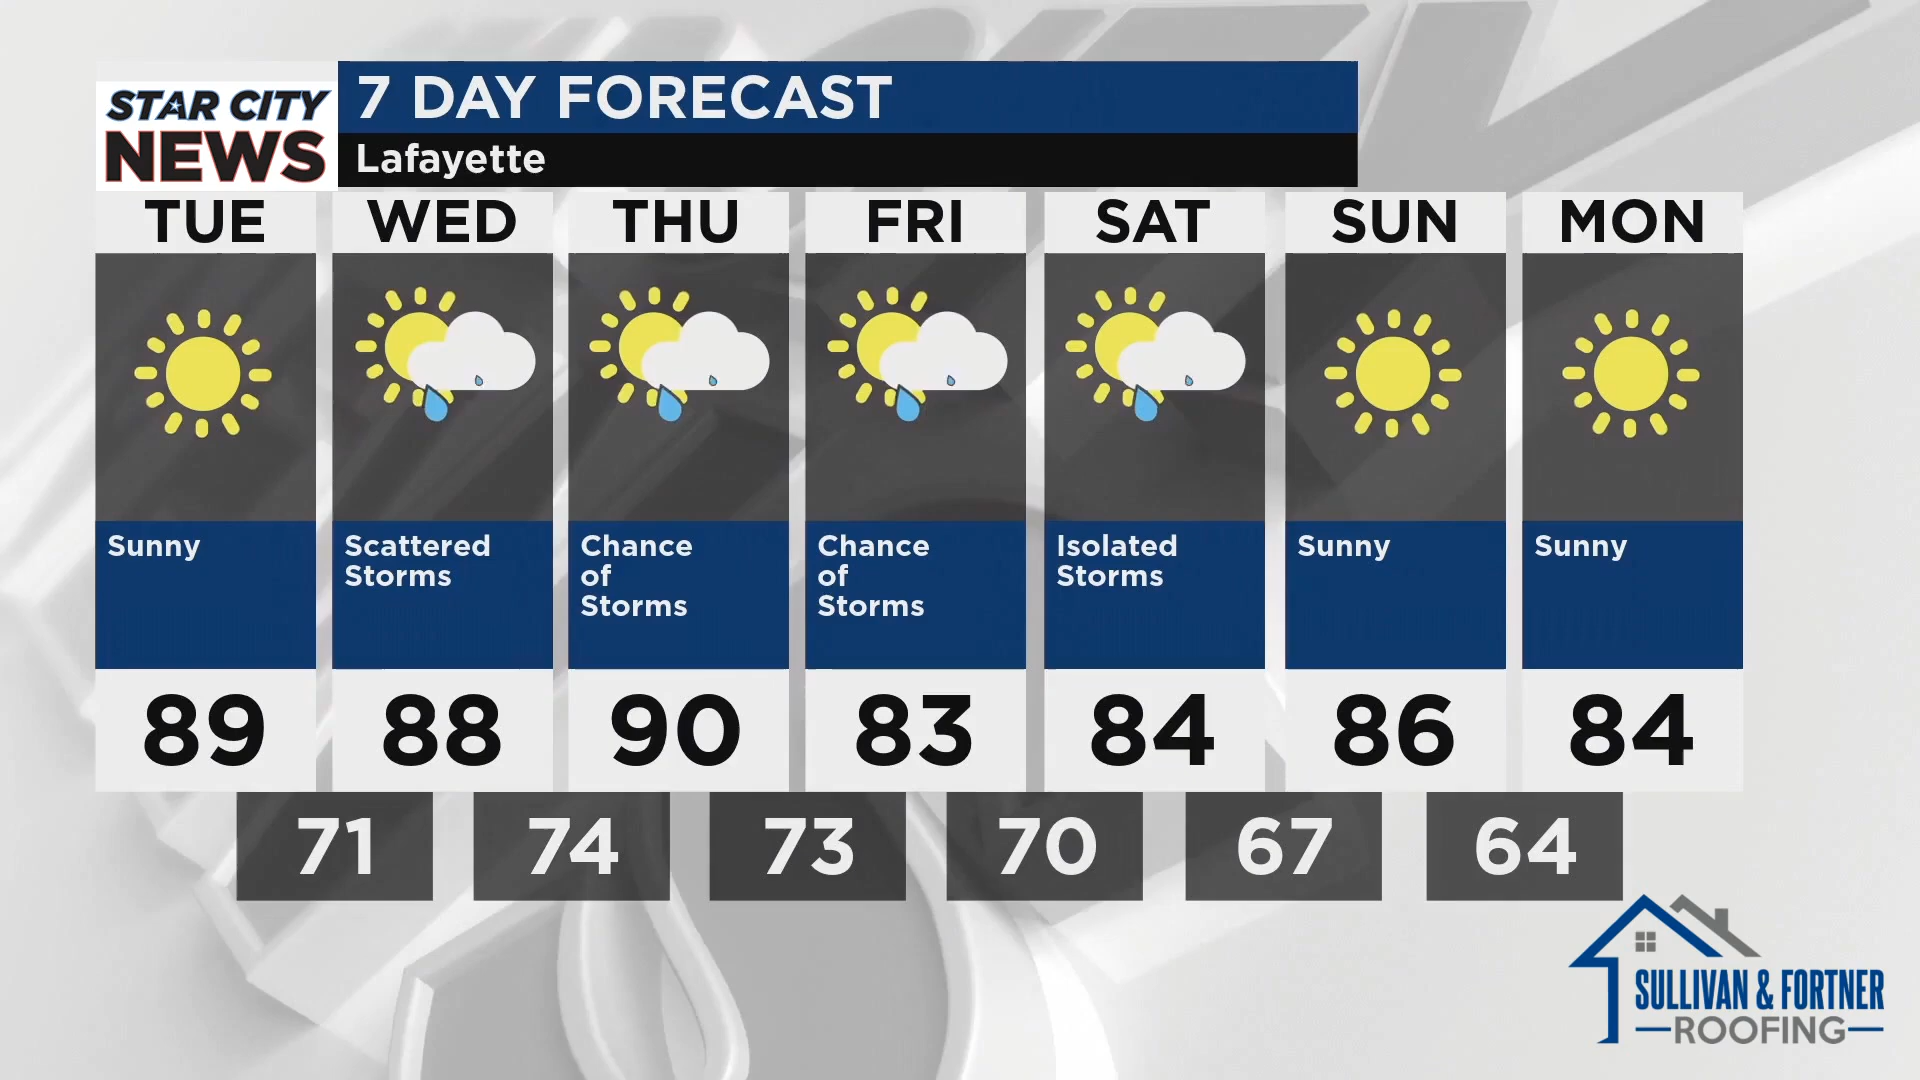 STAR CITY
NEWS
7 DAY FORECAST
Lafayette
TUE WED THU FRI SAT SUN MON
Sunny
Scattered
Storms
Chance
of
Storms
Chance
of
Storms
Isolated
Storms
Sunny
Sunny
89 88 90 83 84 86 84
71 74 73 70 67 64
SULLIVAN & FORTNER
ROOFING